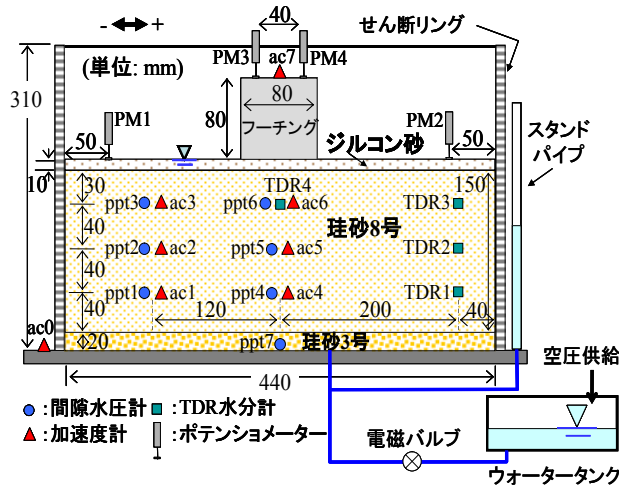 40
- +
せん断リング
PM3 ac7 PM4
(単位: mm)
310
PM1
80
80
フーチング
PM2
50
50
ジルコン砂
スタンド
パイプ
10
30
TDR4
150
ppt3 ac3
ppt6 ac6
TDR3
40
珪砂8号
ppt2 ac2
ppt5 ac5
TDR2
40
ppt1 ac1
ppt4 ac4
TDR1
40
120
200
40
ac0
20
ppt7
珪砂3号
440
空圧供給
:間隙水圧計 :TDR水分計
:加速度計 :ポテンショメーター
電磁バルブ
ウォータータンク